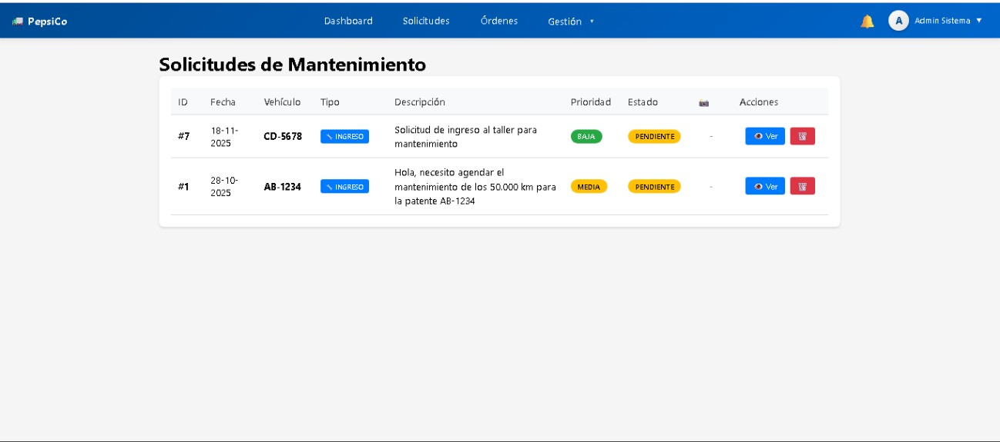 PepsiCo Dashboard Solicitudes Órdenes Gestión ▾ A Admin Sistema ▼
Solicitudes de Mantenimiento
ID Fecha Vehículo Tipo Descripción Prioridad Estado Acciones
#7 18-11- CD-5678 INGRESO Solicitud de ingreso al taller para BAJA PENDIENTE - Ver
2025 mantenimiento
#1 28-10- AB-1234 INGRESO Hola, necesito agendar el MEDIA PENDIENTE - Ver
2025 mantenimiento de los 50.000 km para
la patente AB-1234